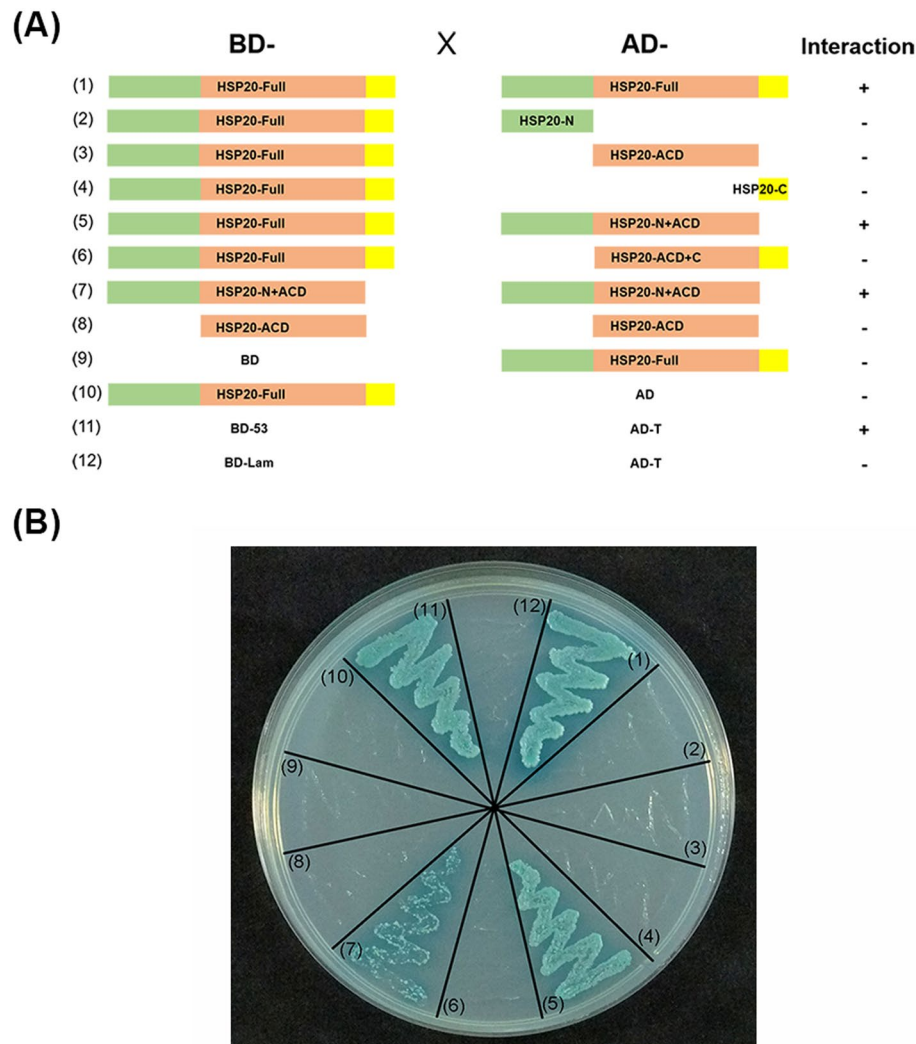 (A)
BD- X AD- Interaction
(1) HSP20-Full HSP20-Full +
(2) HSP20-Full HSP20-N -
(3) HSP20-Full HSP20-ACD -
(4) HSP20-Full HSP20-C -
(5) HSP20-Full HSP20-N+ACD +
(6) HSP20-Full HSP20-ACD+C -
(7) HSP20-N+ACD HSP20-N+ACD +
(8) HSP20-ACD HSP20-ACD -
(9) BD HSP20-Full -
(10) HSP20-Full AD -
(11) BD-53 AD-T +
(12) BD-Lam AD-T -
(B)
(11) (12)
(10) (1)
(9) (2)
(8) (3)
(7) (4)
(6) (5)